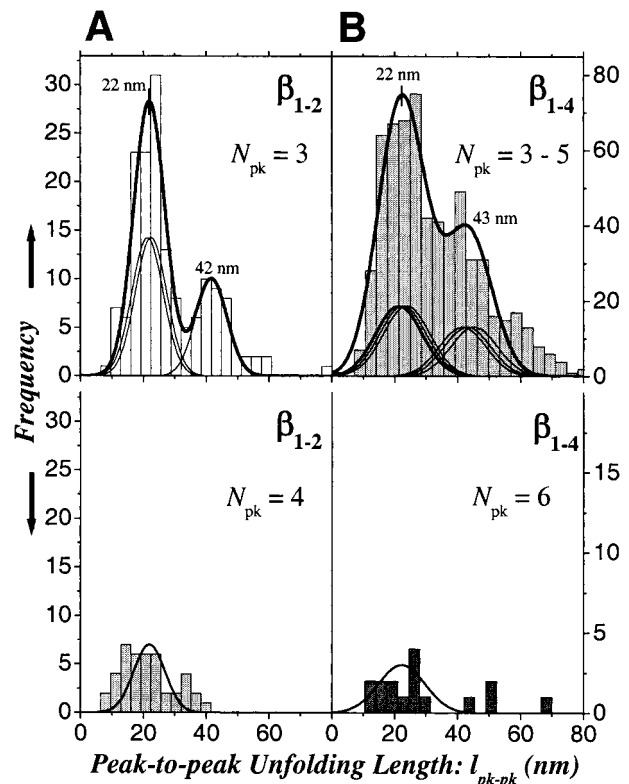 A
B
22 nm
β1-2
Npk = 3
42 nm
30
25
20
15
10
5
0
22 nm
β1-4
Npk = 3 - 5
43 nm
80
60
40
20
0
Frequency
β1-2
Npk = 4
30
25
20
15
10
5
0
0 20 40 60
β1-4
Npk = 6
15
10
5
0
0 20 40 60 80
Peak-to-peak Unfolding Length: lpk-pk (nm)